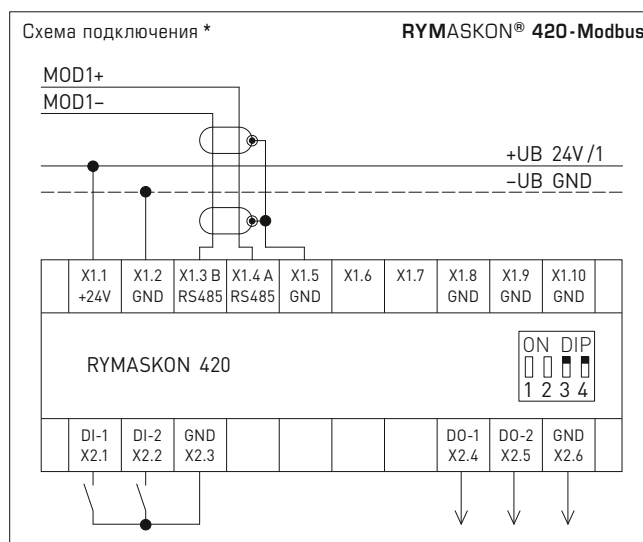 Схема подключения *
RYMASKON® 420-Modbus
MOD1+
MOD1–
+UB 24V/1
–UB GND
X1.1 X1.2 X1.3 B X1.4 A X1.5 X1.6 X1.7 X1.8 X1.9 X1.10
+24V GND RS485 RS485 GND GND GND GND
RYMASKON 420
ON DIP
1 2 3 4
DI-1 DI-2 GND DO-1 DO-2 GND
X2.1 X2.2 X2.3 X2.4 X2.5 X2.6